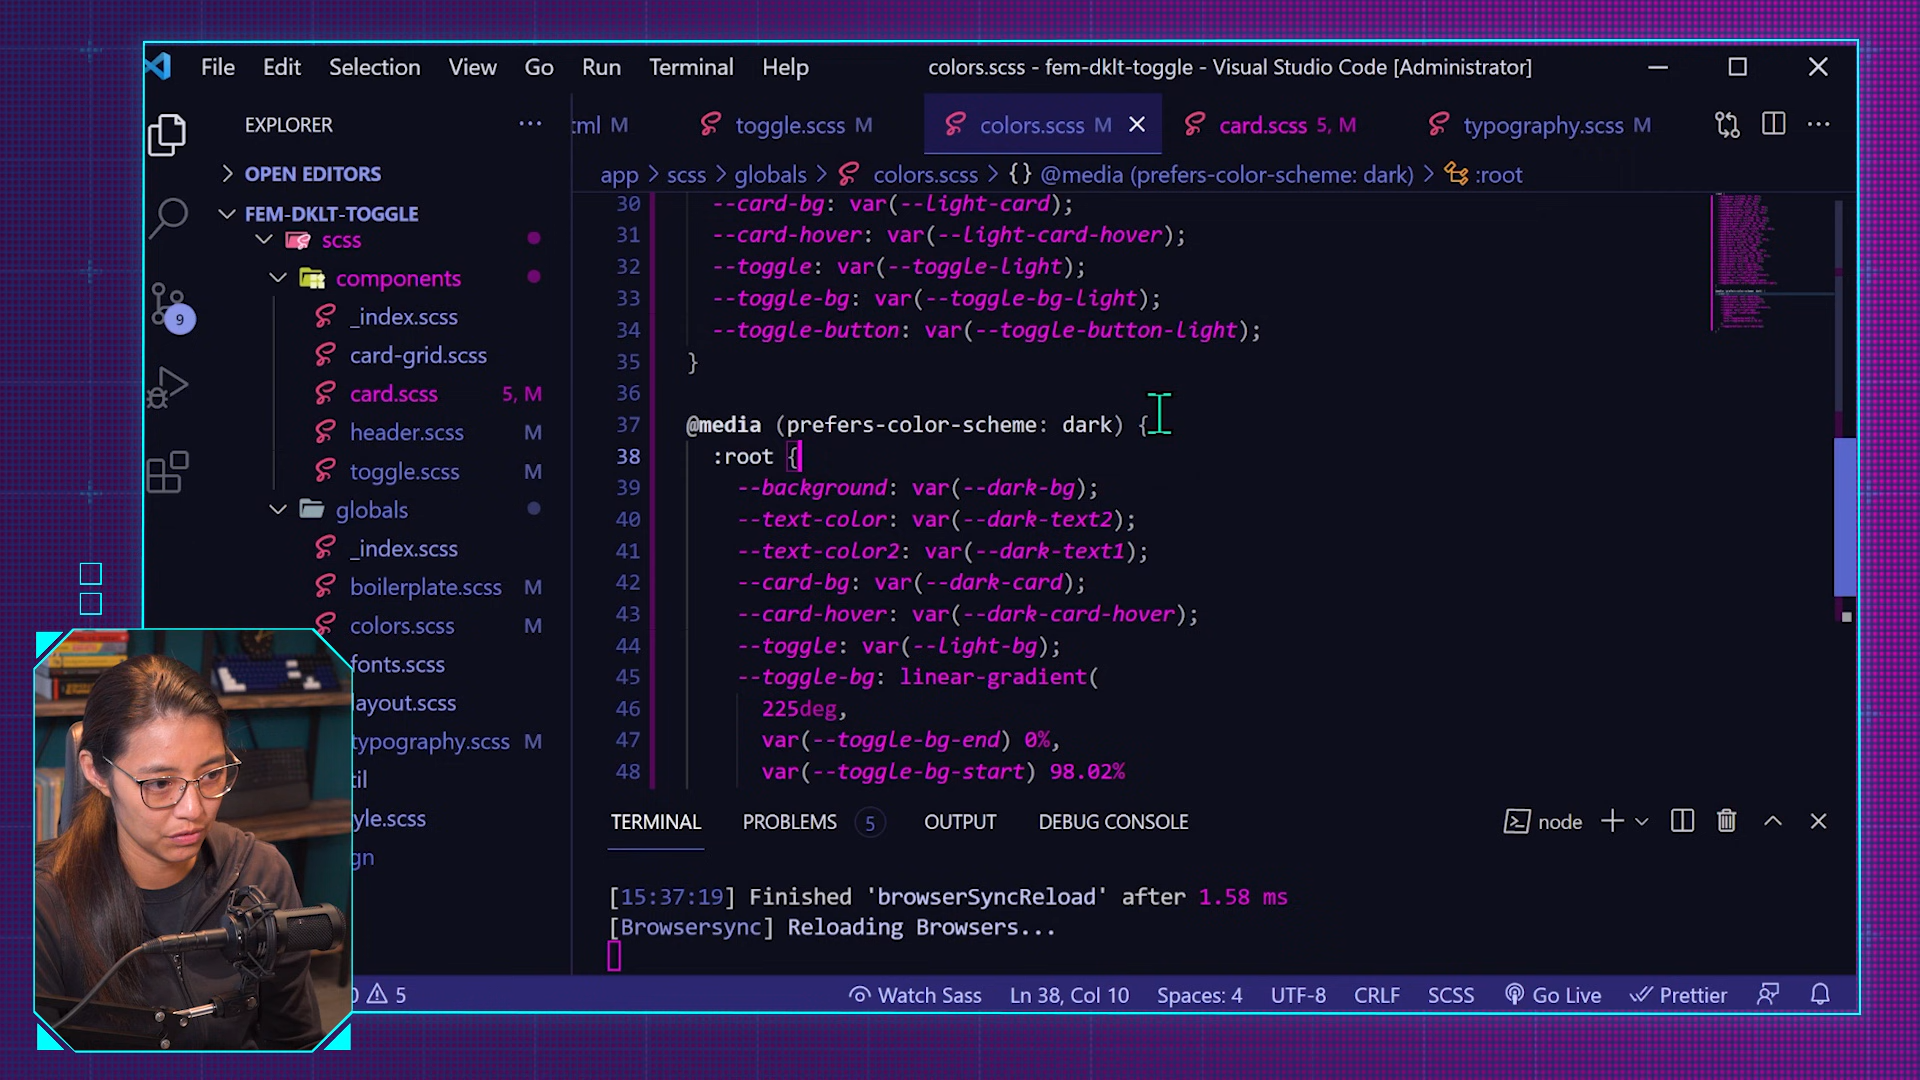 File Edit Selection View Go Run Terminal Help
colors.scss - fem-dklt-toggle - Visual Studio Code [Administrator]
EXPLORER
OPEN EDITORS
FEM-DKLT-TOGGLE
scss
components
_index.scss
card-grid.scss
card.scss 5, M
header.scss M
toggle.scss M
globals
_index.scss
boilerplate.scss M
colors.scss M
fonts.scss
layout.scss
typography.scss M
til
yle.scss
gn
9
tml M
toggle.scss M
colors.scss M
card.scss 5, M
typography.scss M
app > scss > globals > colors.scss > {} @media (prefers-color-scheme: dark) > :root
30 --card-bg: var(--light-card);
31 --card-hover: var(--light-card-hover);
32 --toggle: var(--toggle-light);
33 --toggle-bg: var(--toggle-bg-light);
34 --toggle-button: var(--toggle-button-light);
35 }
36
37 @media (prefers-color-scheme: dark) {
38 :root {
39 --background: var(--dark-bg);
40 --text-color: var(--dark-text2);
41 --text-color2: var(--dark-text1);
42 --card-bg: var(--dark-card);
43 --card-hover: var(--dark-card-hover);
44 --toggle: var(--light-bg);
45 --toggle-bg: linear-gradient(
46 225deg,
47 var(--toggle-bg-end) 0%,
48 var(--toggle-bg-start) 98.02%
TERMINAL PROBLEMS 5 OUTPUT DEBUG CONSOLE
node
[15:37:19] Finished 'browserSyncReload' after 1.58 ms
[Browsersync] Reloading Browsers...
5
Watch Sass
Ln 38, Col 10
Spaces: 4
UTF-8
CRLF
SCSS
Go Live
Prettier